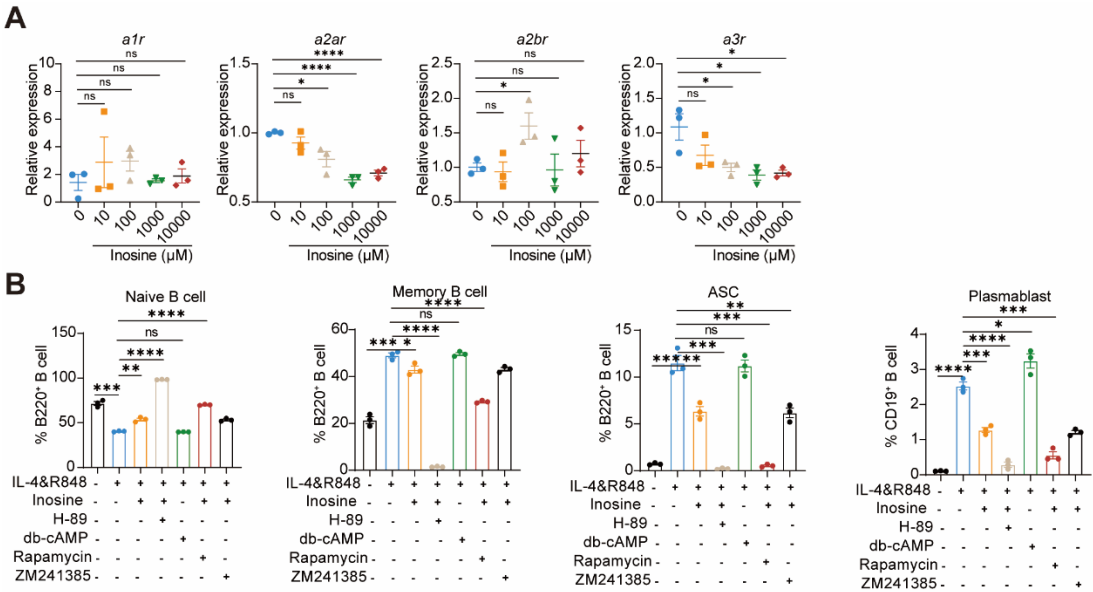 A
a1r
ns
ns
ns
ns
Relative expression
10
8
6
4
2
0
0
10
100
1000
10000
Inosine (μM)
a2ar
****
****
*
ns
Relative expression
1.5
1.0
0.5
0
10
100
1000
10000
Inosine (μM)
a2br
ns
ns
*
ns
Relative expression
2.5
2.0
1.5
1.0
0.5
0
10
100
1000
10000
Inosine (μM)
a3r
*
*
*
ns
Relative expression
2.0
1.5
1.0
0.5
0.0
0
10
100
1000
10000
Inosine (μM)
B
Naive B cell
****
ns
****
**
***
% B220+ B cell
150
100
50
0
IL-4&R848 - + + + + + +
Inosine - - + + - + +
H-89 - - - + - - -
db-cAMP - - - - + - -
Rapamycin - - - - - + -
ZM241385 - - - - - - +
Memory B cell
****
ns
****
*** *
% B220+ B cell
60
40
20
0
IL-4&R848 - + + + + + +
Inosine - - + + - + +
H-89 - - - + - - -
db-cAMP - - - - + - -
Rapamycin - - - - - + -
ZM241385 - - - - - - +
ASC
**
***
ns
***
*****
% B220+ B cell
15
10
5
0
IL-4&R848 - + + + + + +
Inosine - - + + - + +
H-89 - - - + - - -
db-cAMP - - - - + - -
Rapamycin - - - - - + -
ZM241385 - - - - - - +
Plasmablast
***
*
****
***
****
% CD19+ B cell
4
3
2
1
0
IL-4&R848 - + + + + + +
Inosine - - + + - + +
H-89 - - - + - - -
db-cAMP - - - - + - -
Rapamycin - - - - - + -
ZM241385 - - - - - - +